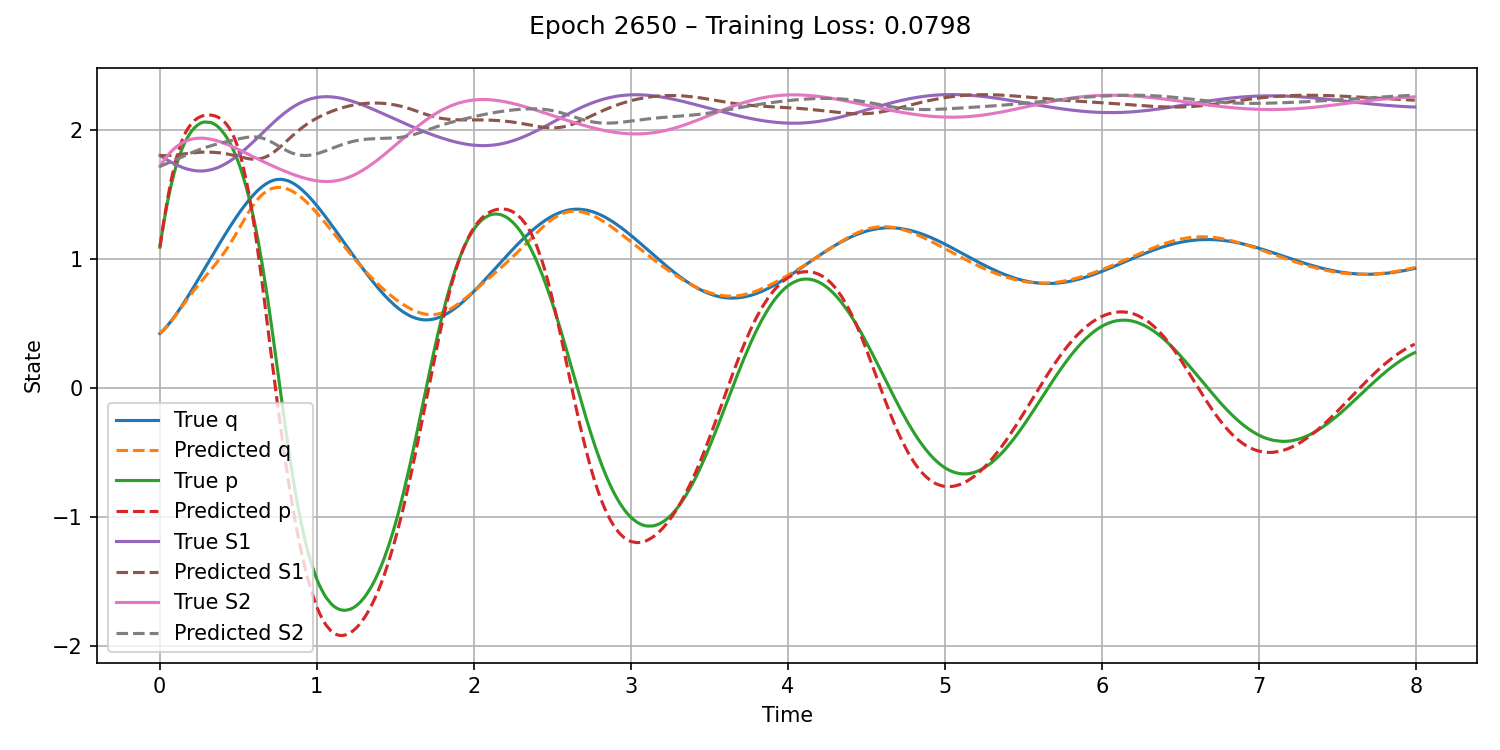 Epoch 2650 – Training Loss: 0.0798
2
1
0
−1
−2
State
True q
Predicted q
True p
Predicted p
True S1
Predicted S1
True S2
Predicted S2
0 1 2 3 4 5 6 7 8
Time